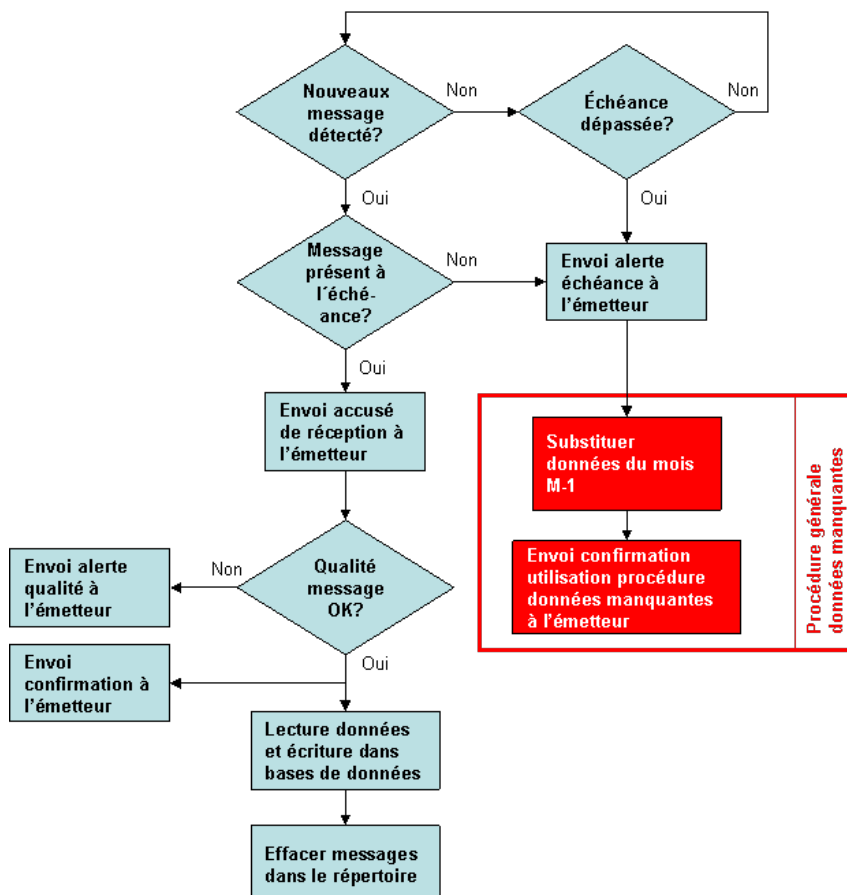 Nouveaux
message
détecté?
Non
Échéance
dépassée?
Non
Oui
Oui
Message
présent à
l´éché-
ance?
Non
Envoi alerte
échéance à
l’émetteur
Oui
Envoi accusé
de réception à
l’émetteur
Substituer
données du mois
M-1
Envoi confirmation
utilisation procédure
données manquantes
à l’émetteur
Procédure générale
données manquantes
Qualité
message
OK?
Non
Envoi alerte
qualité à
l’émetteur
Oui
Envoi
confirmation à
l’émetteur
Lecture données
et écriture dans
bases de données
Effacer messages
dans le répertoire